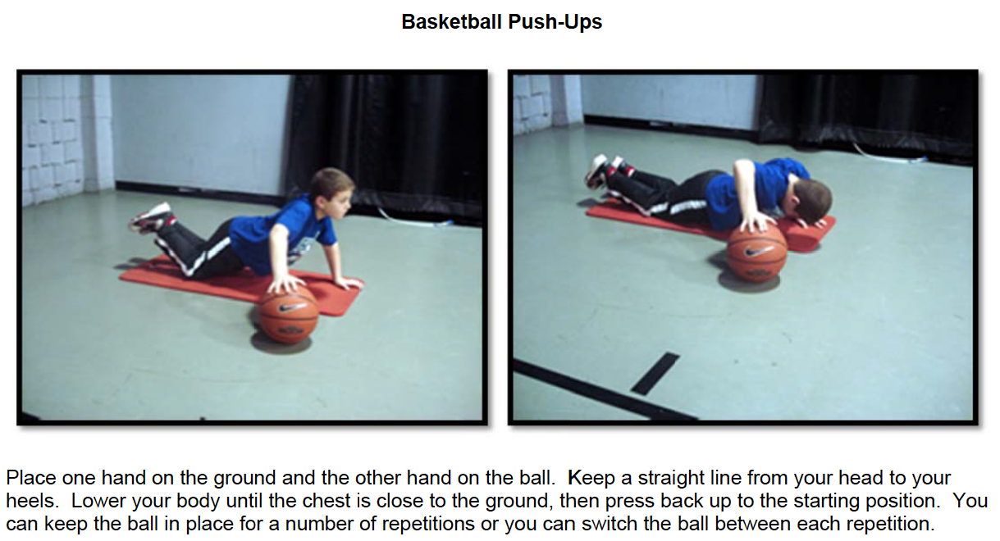 Basketball Push-Ups
Place one hand on the ground and the other hand on the ball.  Keep a straight line from your head to your
heels.  Lower your body until the chest is close to the ground, then press back up to the starting position.  You
can keep the ball in place for a number of repetitions or you can switch the ball between each repetition.